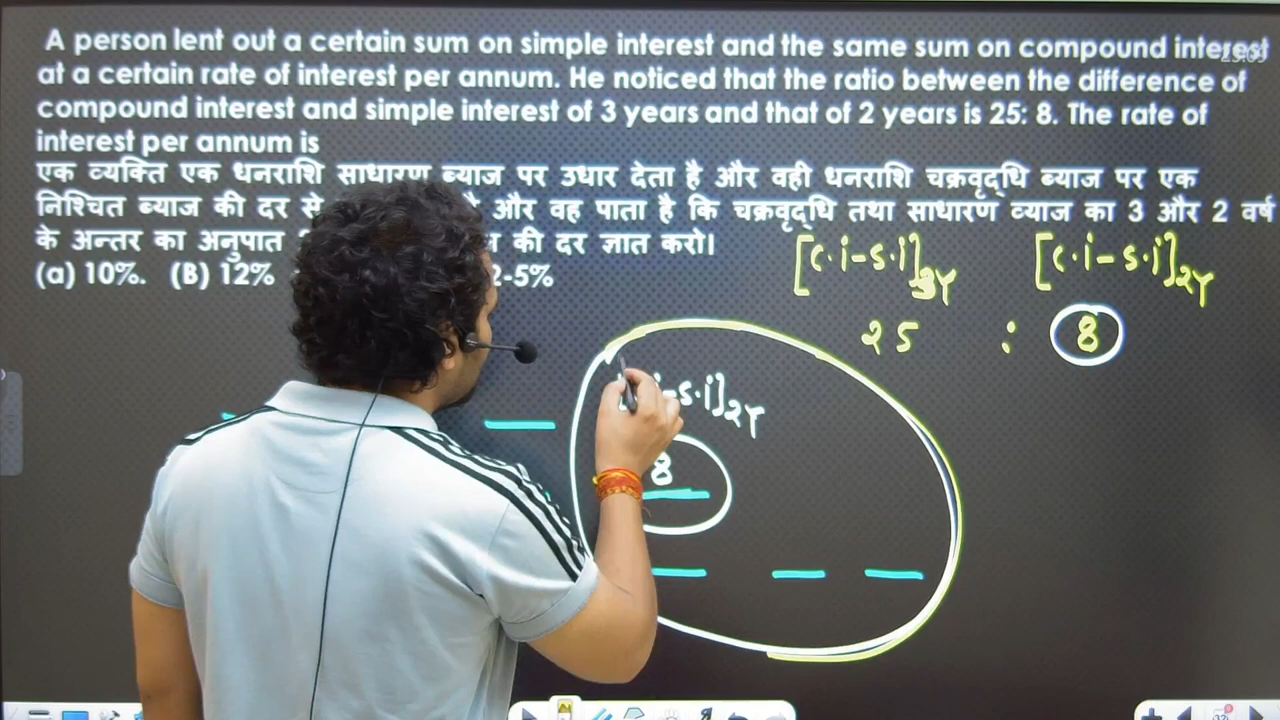 A person lent out a certain sum on simple interest and the same sum on compound interest
at a certain rate of interest per annum. He noticed that the ratio between the difference of
compound interest and simple interest of 3 years and that of 2 years is 25: 8. The rate of
interest per annum is
एक व्यक्ति एक धनराशि साधारण ब्याज पर उधार देता है और वही धनराशि चक्रवृद्धि ब्याज पर एक
निश्चित ब्याज की दर से है और वह पाता है कि चक्रवृद्धि तथा साधारण ब्याज का 3 और 2 वर्ष
के अन्तर का अनुपात की दर ज्ञात करो।
(a) 10%. (B) 12% 2-5%
[c.i-s.i]3Y [c.i-s.i]2Y
25 : 8
i-s.i]2Y
8